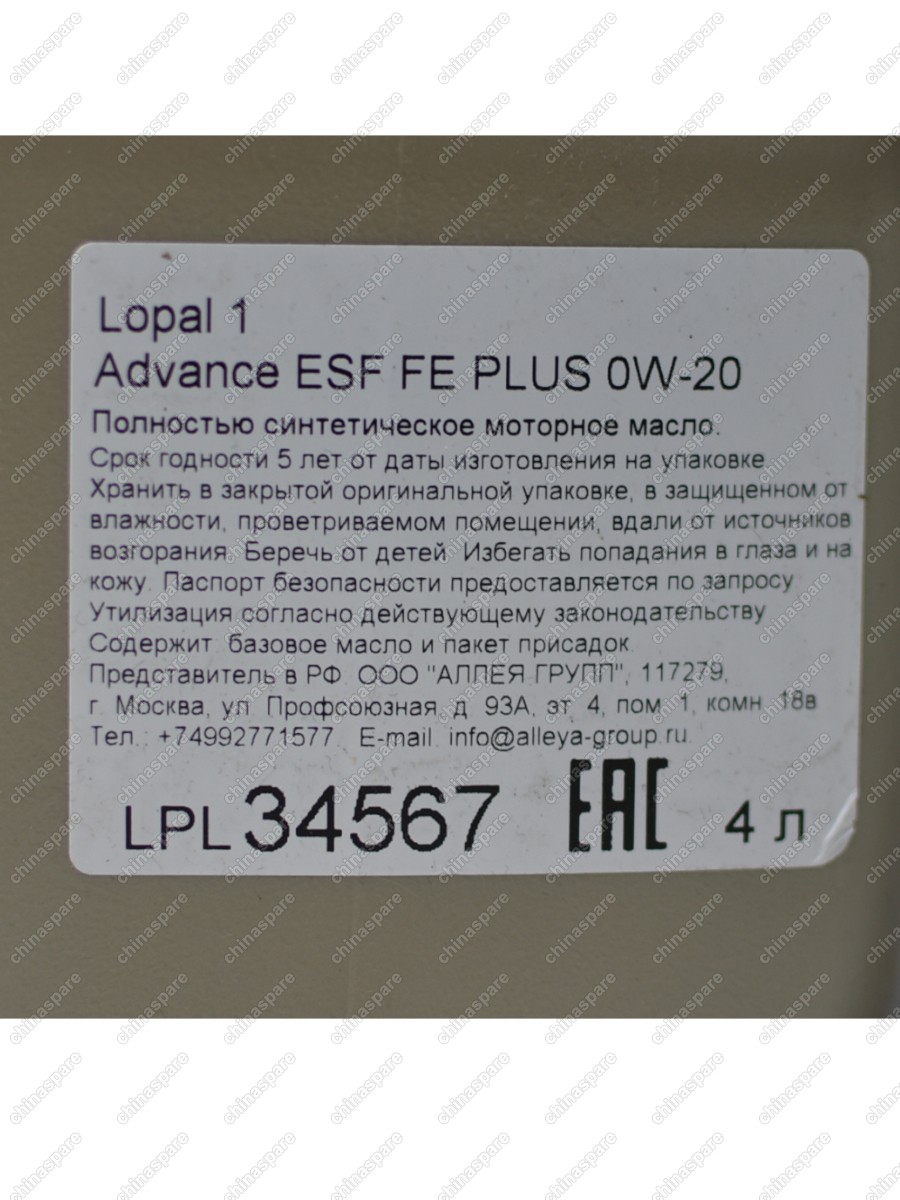 Lopal 1
Advance ESF FE PLUS 0W-20
Полностью синтетическое моторное масло.
Срок годности 5 лет от даты изготовления на упаковке.
Хранить в закрытой оригинальной упаковке, в защищенном от
влажности, проветриваемом помещении, вдали от источников
возгорания. Беречь от детей. Избегать попадания в глаза и на
кожу. Паспорт безопасности предоставляется по запросу.
Утилизация согласно действующему законодательству
Содержит: базовое масло и пакет присадок.
Представитель в РФ: ООО "АЛЛЕЯ ГРУПП", 117279,
г. Москва, ул. Профсоюзная, д. 93А, эт. 4, пом. 1, комн. 18в
Тел.: +74992771577, E-mail: info@alleya-group.ru
LPL34567 EAC 4 л
chinaspare